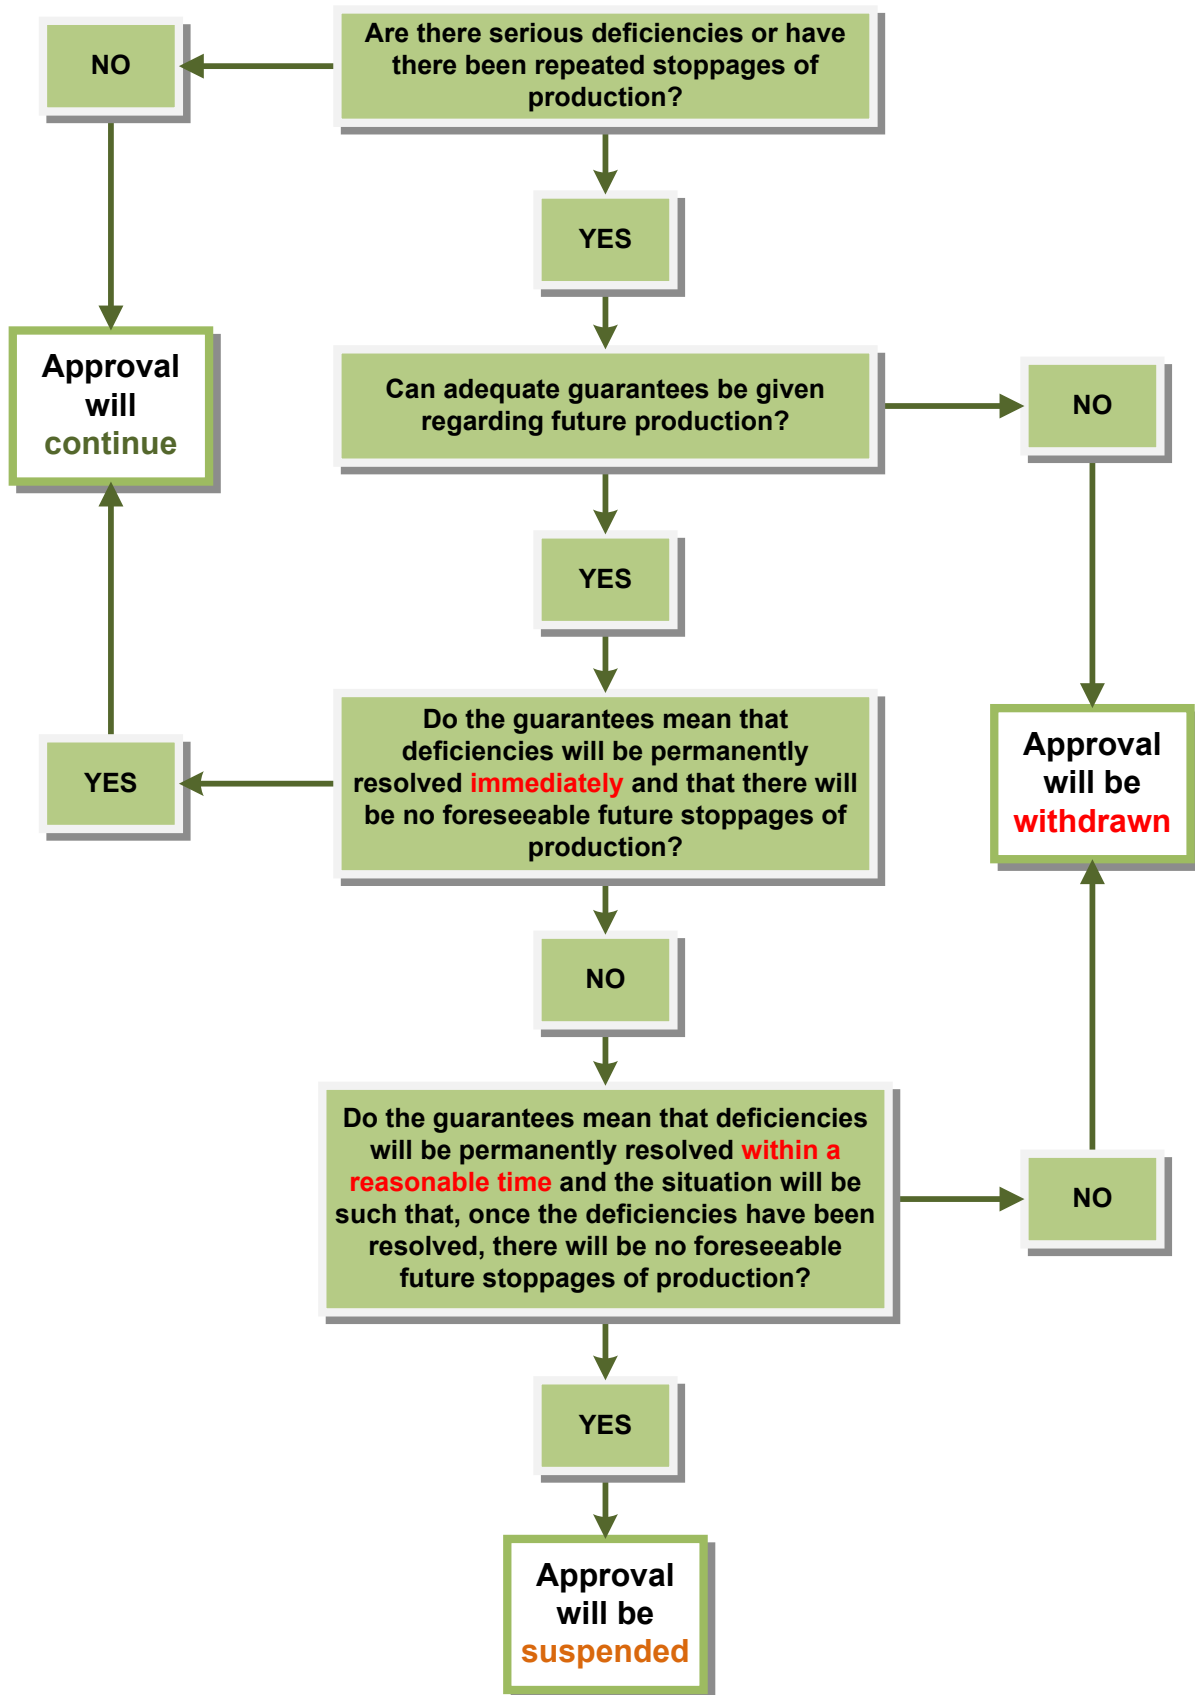 Are there serious deficiencies or have
there been repeated stoppages of
production?
NO
YES
Approval
will
continue
Can adequate guarantees be given
regarding future production?
NO
YES
Do the guarantees mean that
deficiencies will be permanently
resolved immediately and that there will
be no foreseeable future stoppages of
production?
YES
Approval
will be
withdrawn
NO
Do the guarantees mean that deficiencies
will be permanently resolved within a
reasonable time and the situation will be
such that, once the deficiencies have been
resolved, there will be no foreseeable
future stoppages of production?
NO
YES
Approval
will be
suspended